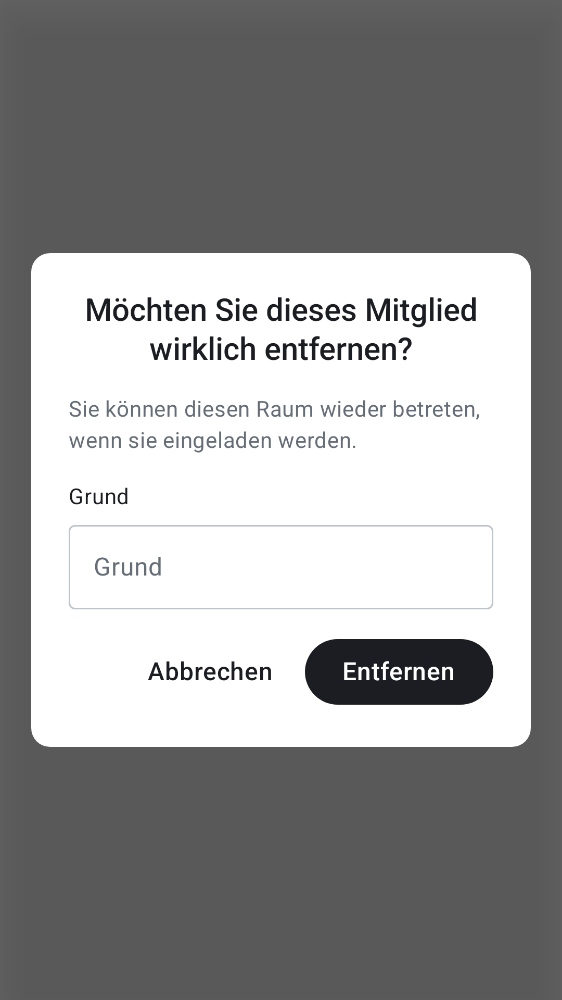 Möchten Sie dieses Mitglied
wirklich entfernen?
Sie können diesen Raum wieder betreten,
wenn sie eingeladen werden.
Grund
Grund
Abbrechen
Entfernen